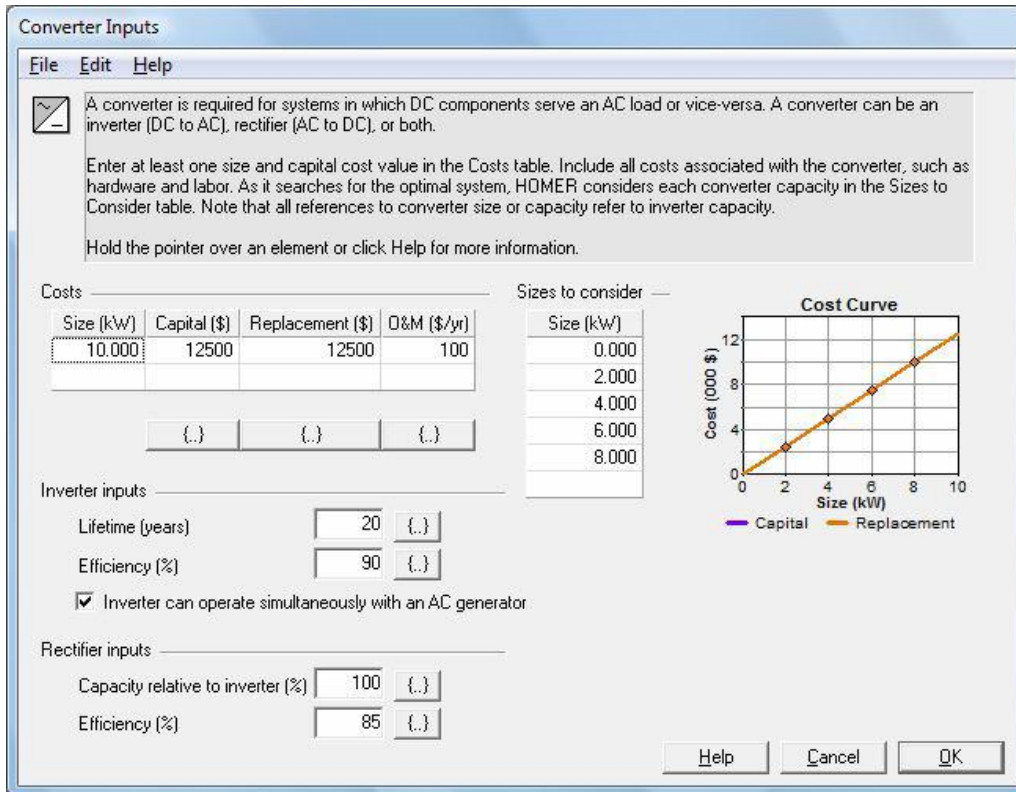 Converter Inputs
File Edit Help
A converter is required for systems in which DC components serve an AC load or vice-versa. A converter can be an
inverter (DC to AC), rectifier (AC to DC), or both.
Enter at least one size and capital cost value in the Costs table. Include all costs associated with the converter, such as
hardware and labor. As it searches for the optimal system, HOMER considers each converter capacity in the Sizes to
Consider table. Note that all references to converter size or capacity refer to inverter capacity.
Hold the pointer over an element or click Help for more information.
Costs
Size (kW) Capital ($) Replacement ($) O&M ($/yr)
10.000 12500 12500 100
{..} {..} {..}
Sizes to consider
Size (kW)
0.000
2.000
4.000
6.000
8.000
Cost Curve
Cost (000 $)
12
8
4
0
0 2 4 6 8 10
Size (kW)
Capital Replacement
Inverter inputs
Lifetime (years) 20 {..}
Efficiency (%) 90 {..}
Inverter can operate simultaneously with an AC generator
Rectifier inputs
Capacity relative to inverter (%) 100 {..}
Efficiency (%) 85 {..}
Help Cancel OK